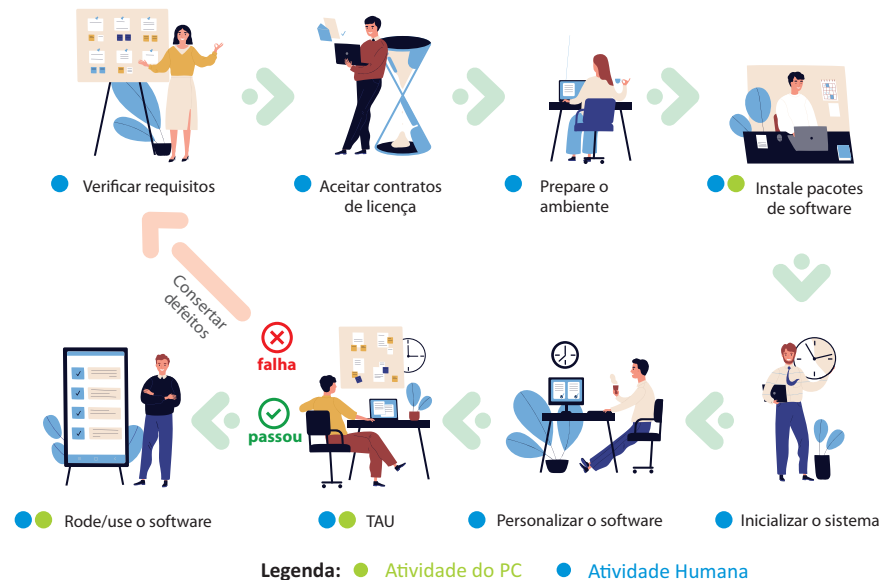 Verificar requisitos
Aceitar contratos
de licença
Prepare o
ambiente
Instale pacotes
de software
Consertar
defeitos
falha
passou
Rode/use o software
TAU
Personalizar o software
Inicializar o sistema
Legenda: Atividade do PC Atividade Humana